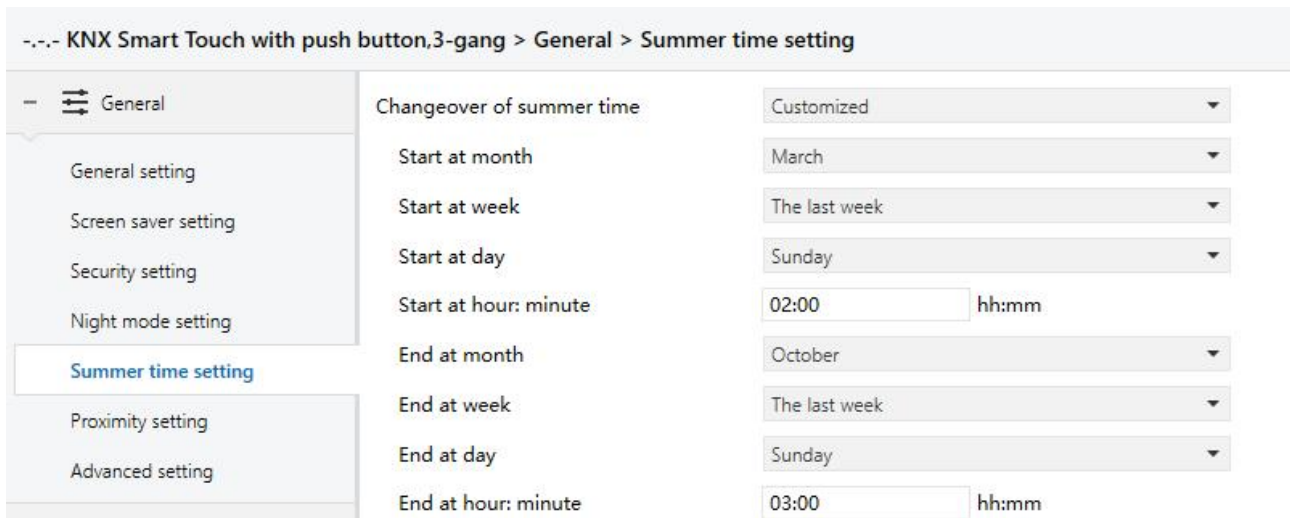 -.-.- KNX Smart Touch with push button,3-gang > General > Summer time setting
General
General setting
Screen saver setting
Security setting
Night mode setting
Summer time setting
Proximity setting
Advanced setting
Changeover of summer time Customized
Start at month March
Start at week The last week
Start at day Sunday
Start at hour: minute 02:00 hh:mm
End at month October
End at week The last week
End at day Sunday
End at hour: minute 03:00 hh:mm